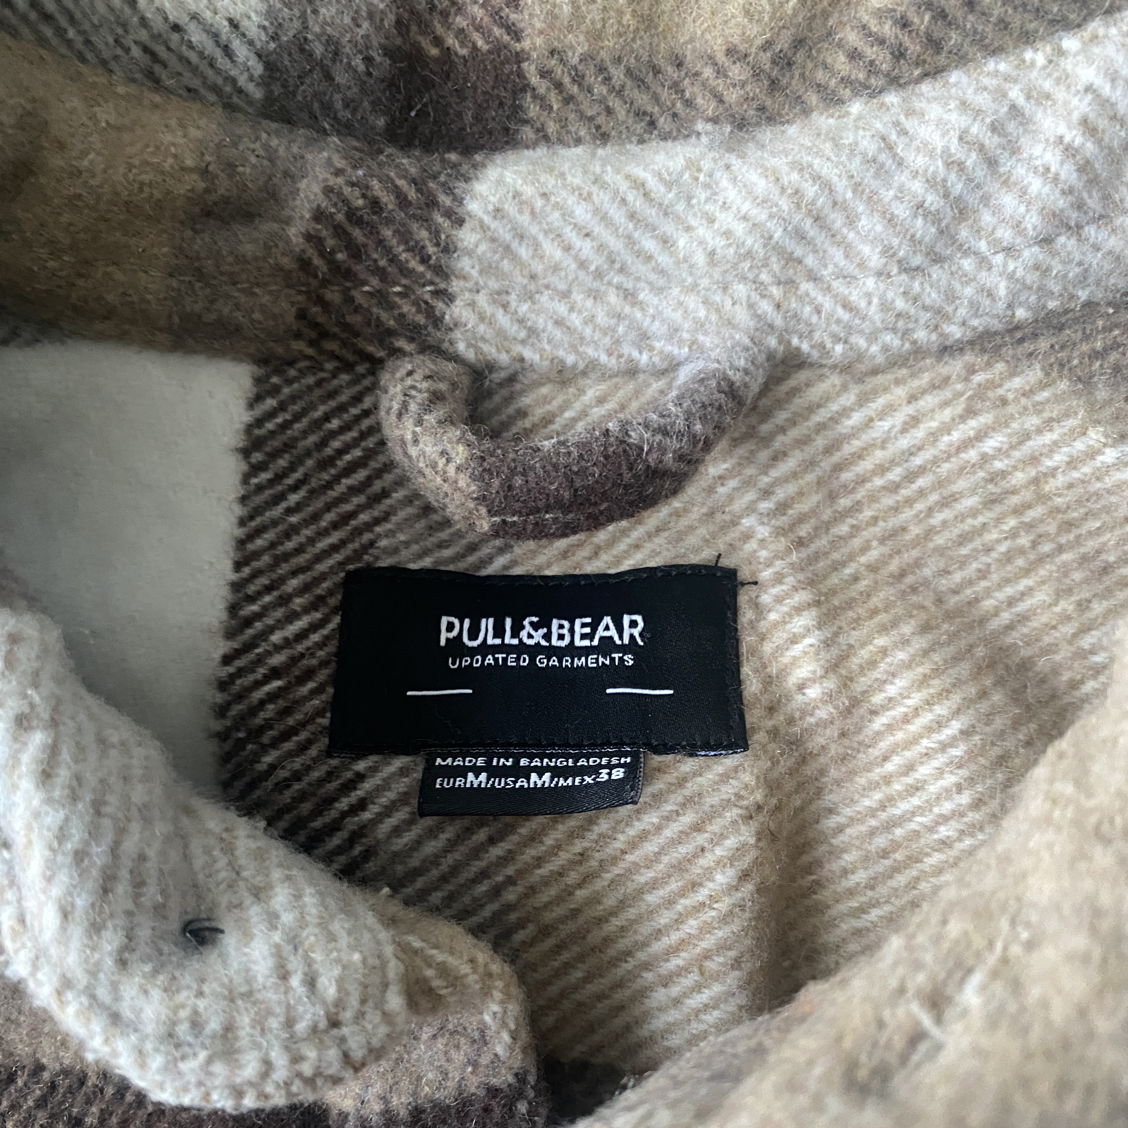 PULL&BEAR
UPDATED GARMENTS
MADE IN BANGLADESH
EURM/USAM/MEX38